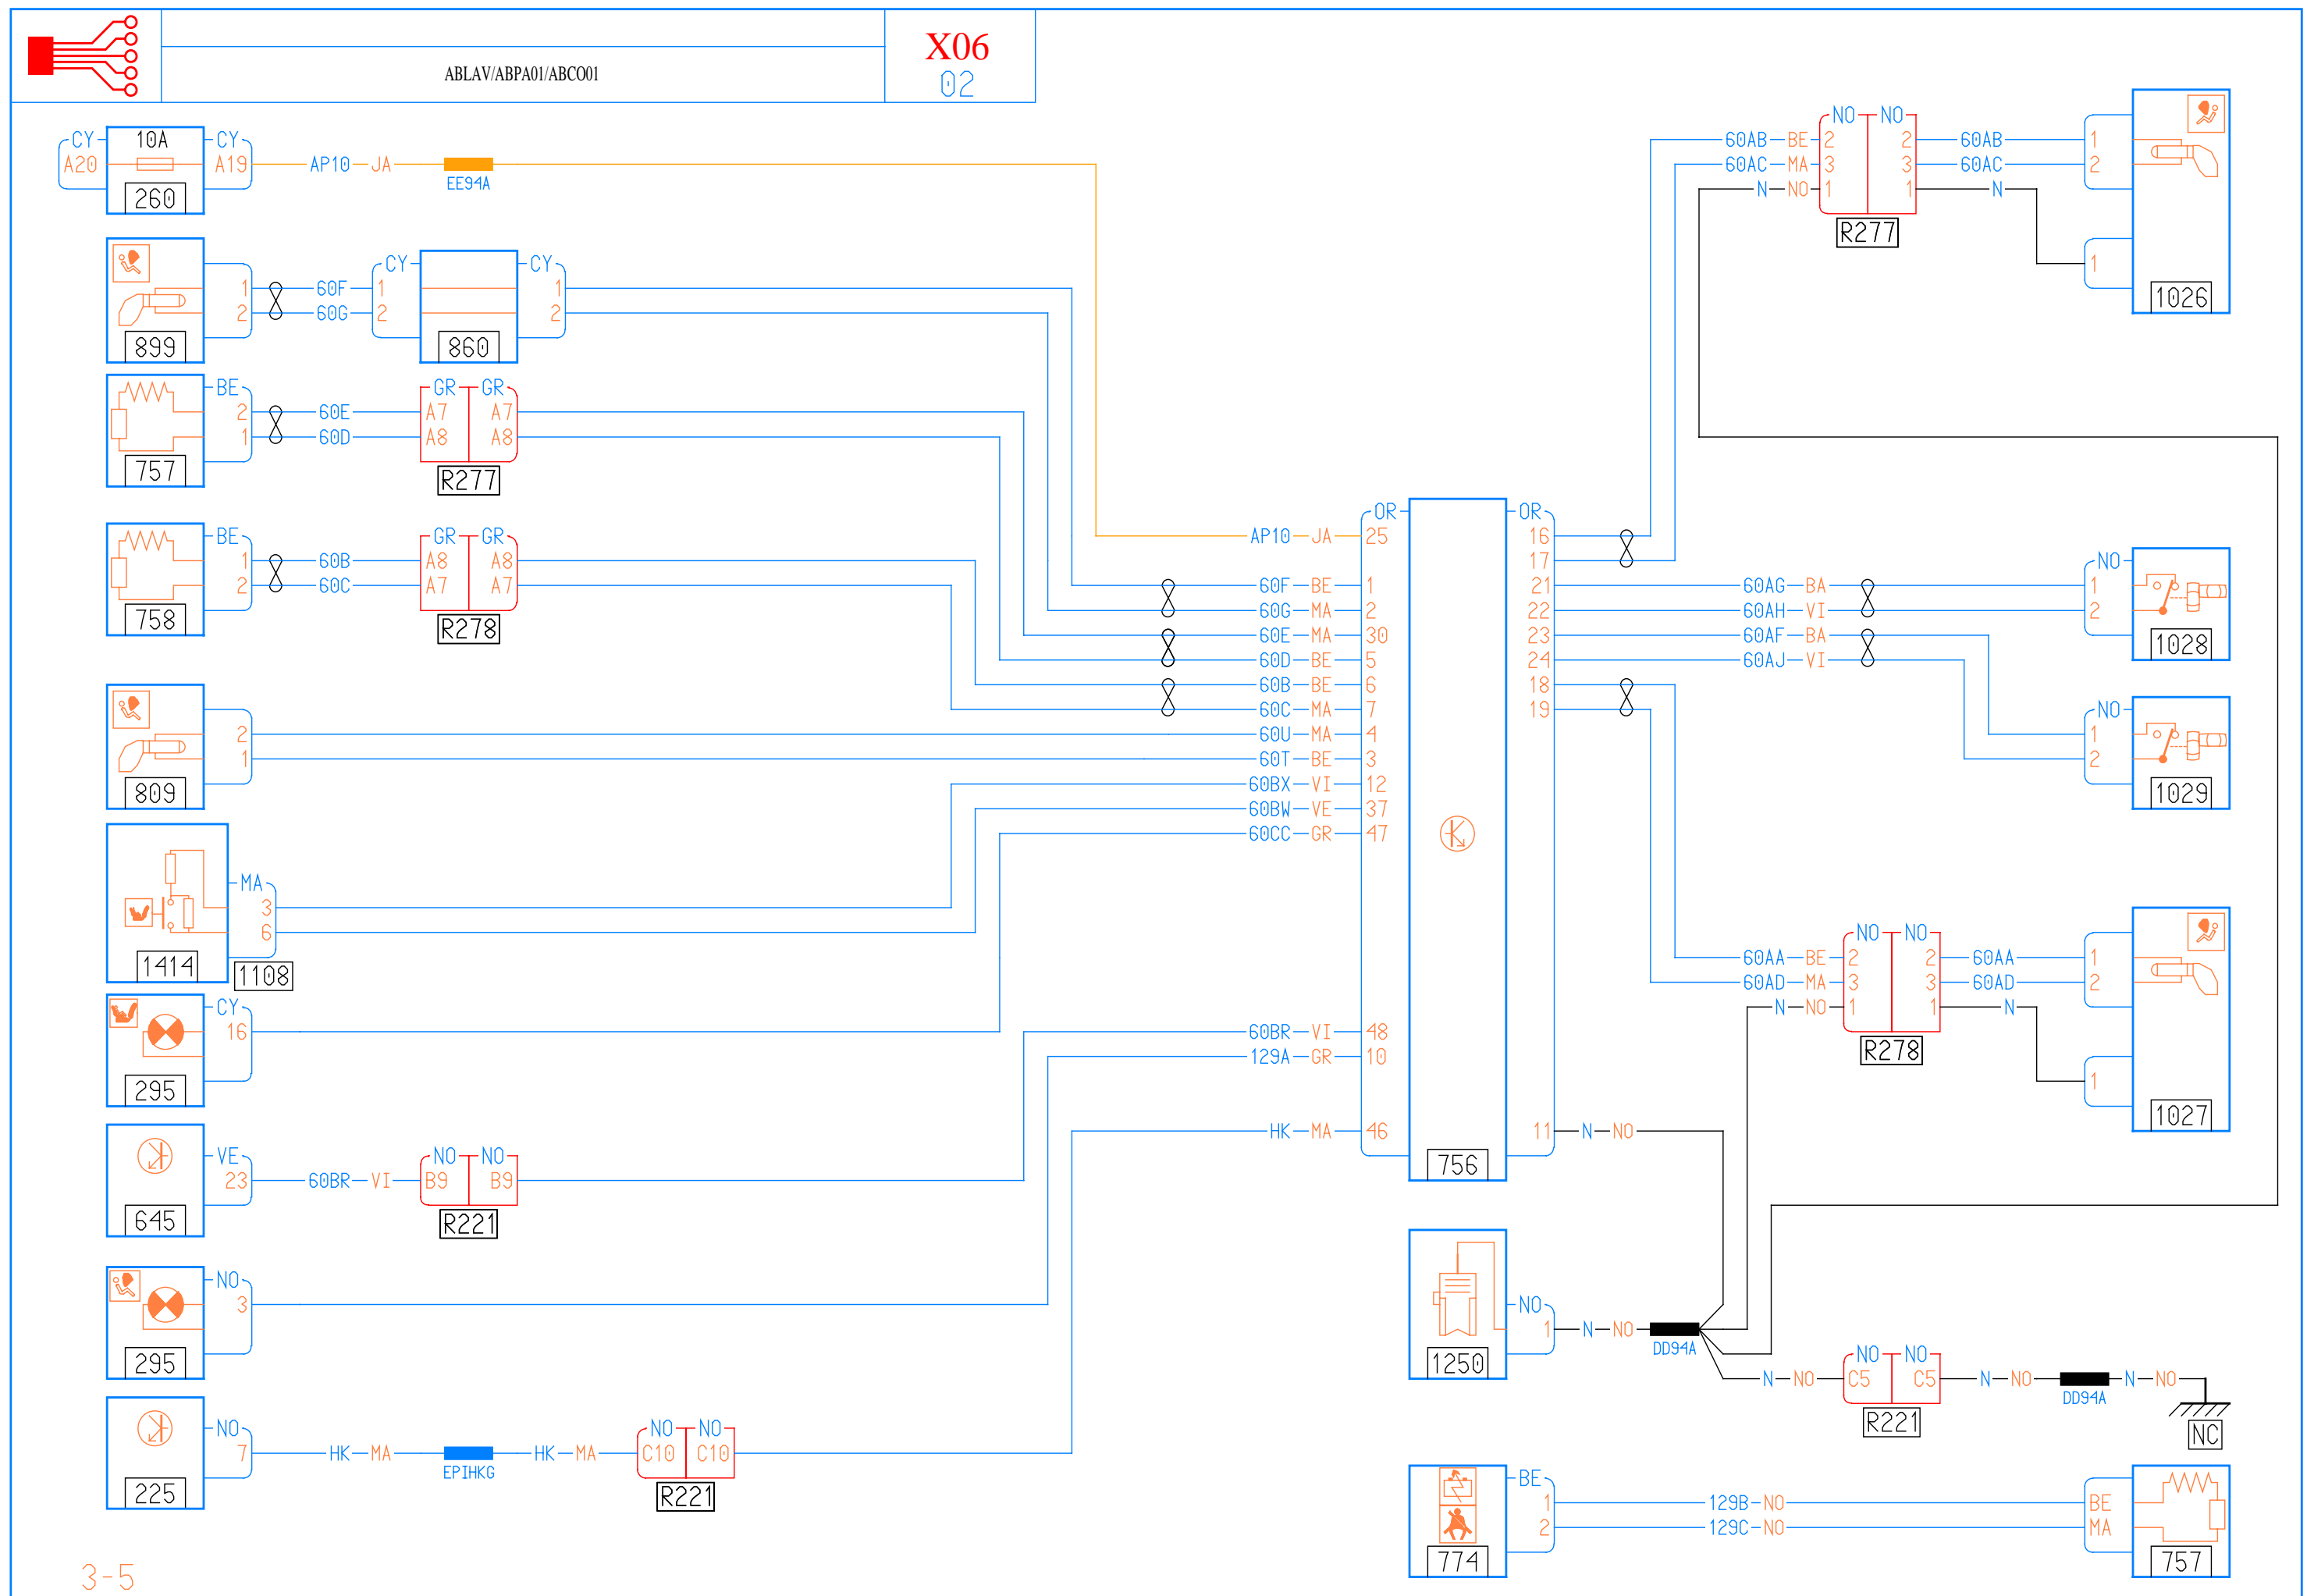 ABLAV/ABPA01/ABCO01
X06
02
CY 10A CY
A20 A19 AP10 JA
EE94A
260
CY CY
1 60F 1 1
2 60G 2 2
899 860
BE GR GR
2 60E A7 A7
1 60D A8 A8
757 R277
BE GR GR
1 60B A8 A8
2 60C A7 A7
758 R278
2
1
809
MA
3
6
1414 1108
CY
16
295
VE NO NO
23 60BR VI B9 B9
645 R221
NO
3
295
NO NO NO
7 HK MA HK MA C10 C10
EPIHKG
225 R221
OR OR
AP10 JA 25
60F BE 1
60G MA 2
60E MA 30
60D BE 5
60B BE 6
60C MA 7
60U MA 4
60T BE 3
60BX VI 12
60BW VE 37
60CC GR 47
60BR VI 48
129A GR 10
HK MA 46
756
16
17
21 60AG BA
22 60AH VI
23 60AF BA
24 60AJ VI
18
19
11 N NO
NO NO
60AB BE 2 2 60AB 1
60AC MA 3 3 60AC 2
N NO 1 1 N 1
R277
1026
NO
1
2
1028
NO
1
2
1029
NO NO
60AA BE 2 2 60AA 1
60AD MA 3 3 60AD 2
N NO 1 1 N 1
R278
1027
NO
1 N NO
DD94A
1250
NO NO
N NO C5 C5 N NO N NO
DD94A
R221 NC
BE
1 129B NO BE
2 129C NO MA
774 757
3-5